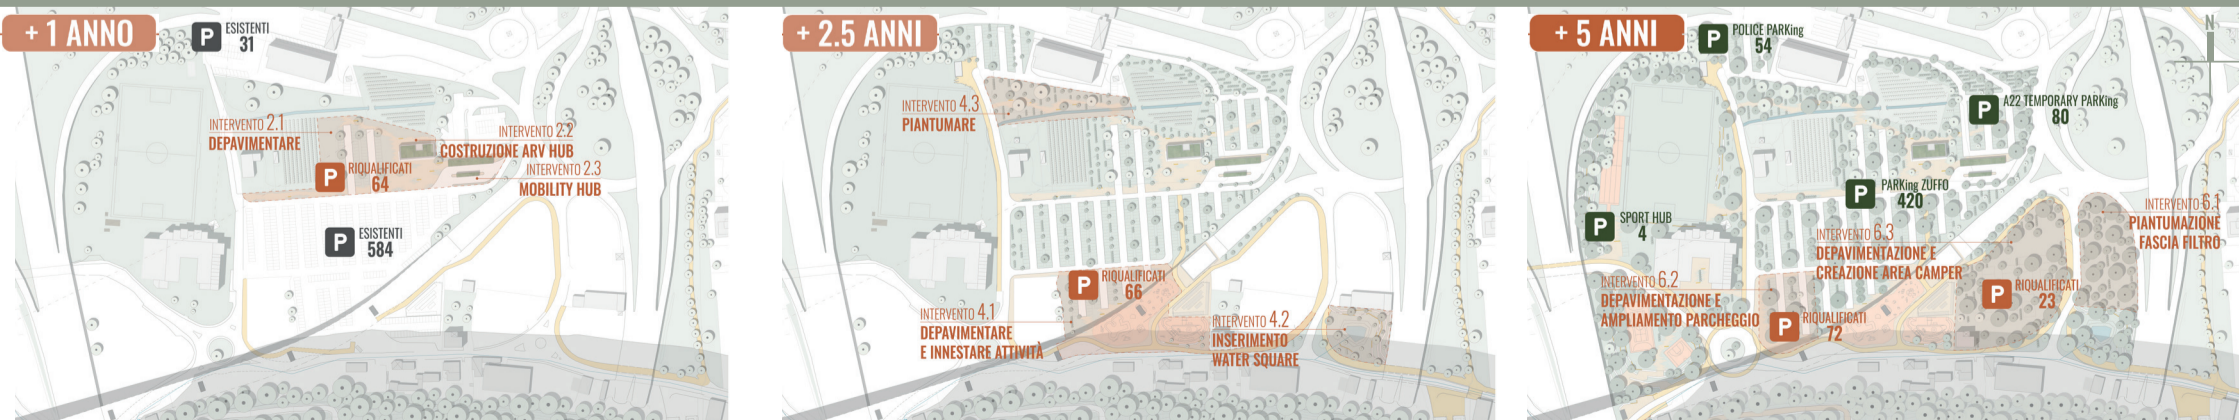 + 1 ANNO
P
ESISTENTI
31
INTERVENTO 2.1
DEPAVIMENTARE
INTERVENTO 2.2
COSTRUZIONE ARV HUB
P
RIQUALIFICATI
64
INTERVENTO 2.3
MOBILITY HUB
P
ESISTENTI
584
+ 2.5 ANNI
INTERVENTO 4.3
PIANTUMARE
P
RIQUALIFICATI
66
INTERVENTO 4.1
DEPAVIMENTARE
E INNESTARE ATTIVITÀ
INTERVENTO 4.2
INSERIMENTO
WATER SQUARE
+ 5 ANNI
P
POLICE PARKing
54
N
P
A22 TEMPORARY PARKing
80
P
PARKing ZUFFO
420
P
SPORT HUB
4
INTERVENTO 6.1
PIANTUMAZIONE
FASCIA FILTRO
INTERVENTO 6.3
DEPAVIMENTAZIONE E
CREAZIONE AREA CAMPER
INTERVENTO 6.2
DEPAVIMENTAZIONE E
AMPLIAMENTO PARCHEGGIO
P
RIQUALIFICATI
23
P
RIQUALIFICATI
72